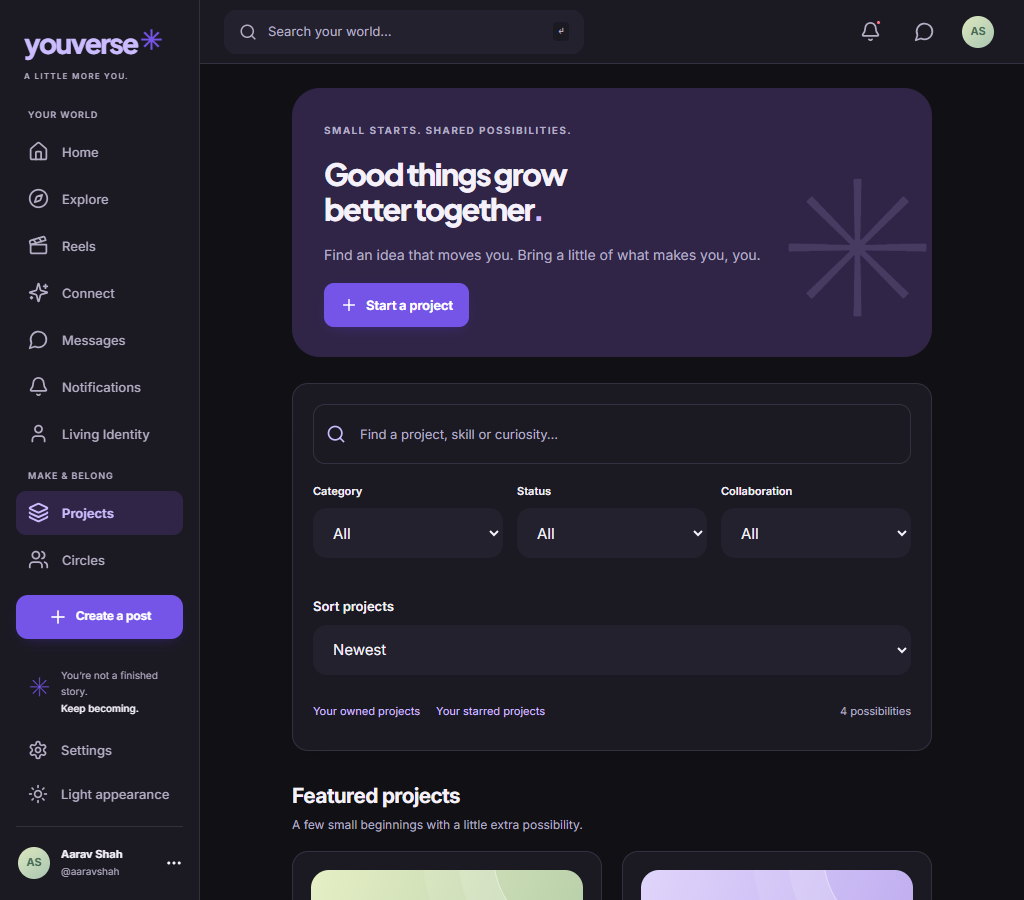 youverse
A LITTLE MORE YOU.
YOUR WORLD
Home
Explore
Reels
Connect
Messages
Notifications
Living Identity
MAKE & BELONG
Projects
Circles
Create a post
You're not a finished
story.
Keep becoming.
Settings
Light appearance
AS
Aarav Shah
@aaravshah
Search your world...
AS
SMALL STARTS. SHARED POSSIBILITIES.
Good things grow
better together.
Find an idea that moves you. Bring a little of what makes you, you.
Start a project
Find a project, skill or curiosity...
Category Status Collaboration
All All All
Sort projects
Newest
Your owned projects Your starred projects 4 possibilities
Featured projects
A few small beginnings with a little extra possibility.